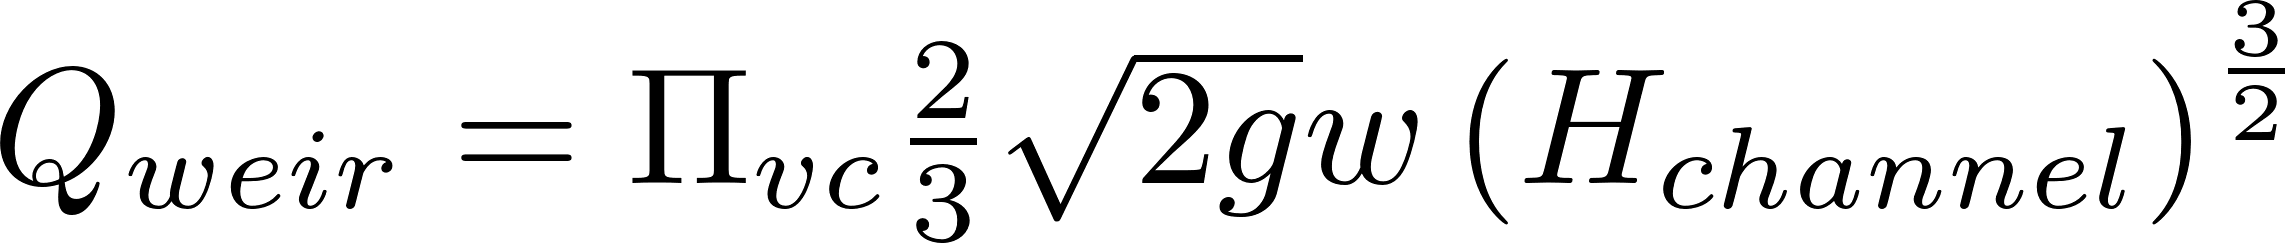 $Q_{weir} = \Pi_{vc} \frac{2}{3} \sqrt{2g} w \left( H_{channel} \right)^{\frac{3}{2}}$